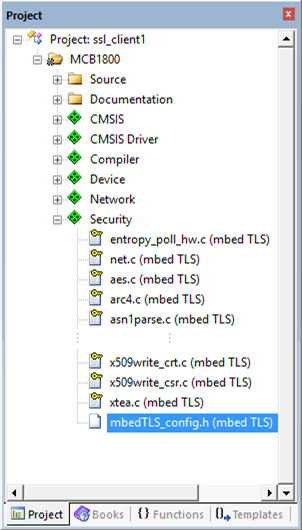 Project
Project: ssl_client1
MCB1800
Source
Documentation
CMSIS
CMSIS Driver
Compiler
Device
Network
Security
entropy_poll_hw.c (mbed TLS)
net.c (mbed TLS)
aes.c (mbed TLS)
arc4.c (mbed TLS)
asn1parse.c (mbed TLS)
x509write_crt.c (mbed TLS)
x509write_csr.c (mbed TLS)
xtea.c (mbed TLS)
mbedTLS_config.h (mbed TLS)
Project Books {} Functions 0 Templates